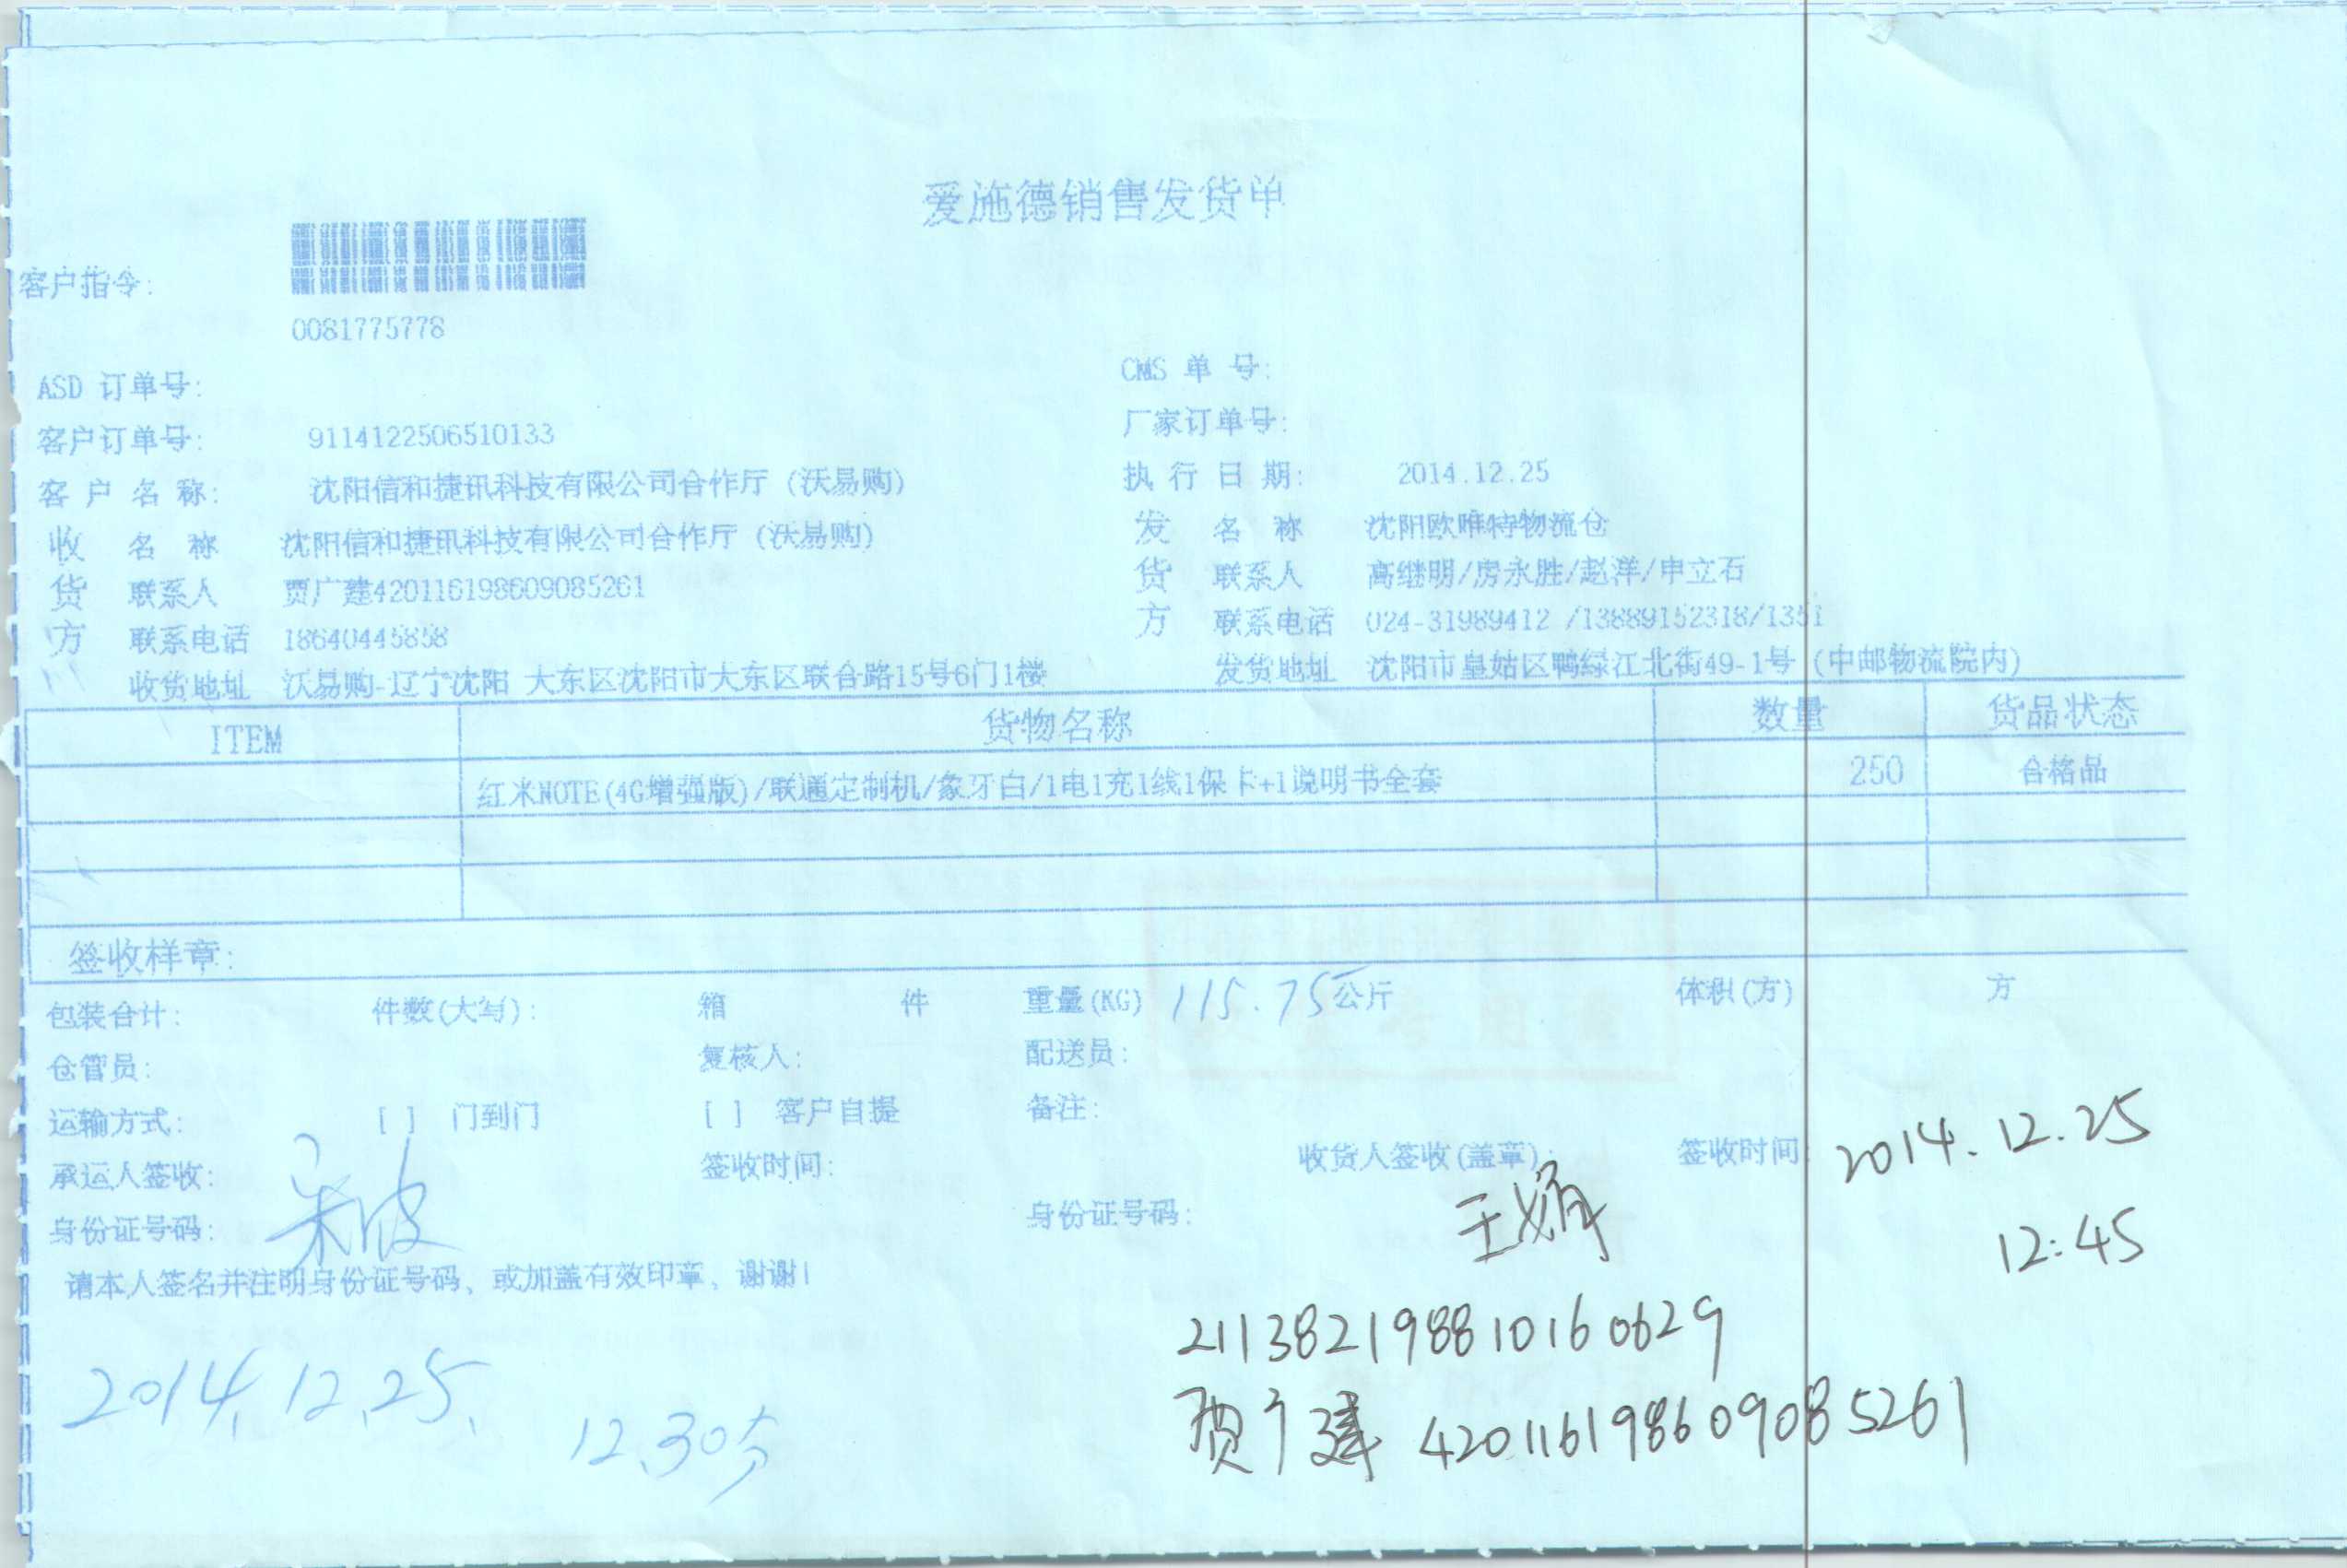 爱施德销售发货单
客户指令:
0081775778
ASD 订单号: CMS 单 号:
客户订单号: 9114122506510133 厂家订单号:
客 户 名 称: 沈阳信和捷讯科技有限公司合作厅 (沃易购) 执 行 日 期: 2014.12.25
收 名 称 沈阳信和捷讯科技有限公司合作厅 (沃易购) 发 名 称 沈阳欧唯特物流仓
货 联系人 贾广建420116198609085261 货 联系人 高继明/房永胜/赵洋/申立石
方 联系电话 18640445858 方 联系电话 024-31989412 /13889152318/1351
收货地址 沃易购-辽宁沈阳 大东区沈阳市大东区联合路15号6门1楼 发货地址 沈阳市皇姑区鸭绿江北街49-1号 (中邮物流院内)
ITEM 货物名称 数量 货品状态
红米NOTE(4G增强版)/联通定制机/象牙白/1电1充1线1保卡+1说明书全套 250 合格品
签收样章:
包装合计: 件数(大写): 箱 件 重量(KG) 115.75公斤 体积(方) 方
仓管员: 复核人: 配送员:
运输方式: [ ] 门到门 [ ] 客户自提 备注:
承运人签收: 签收时间: 收货人签收(盖章): 王娟 签收时间: 2014.12.25
身份证号码: 身份证号码: 12:45
请本人签名并注明身份证号码、或加盖有效印章、谢谢!
211382198810160629
2014.12.25. 12.30分
贾广建 420116198609085261